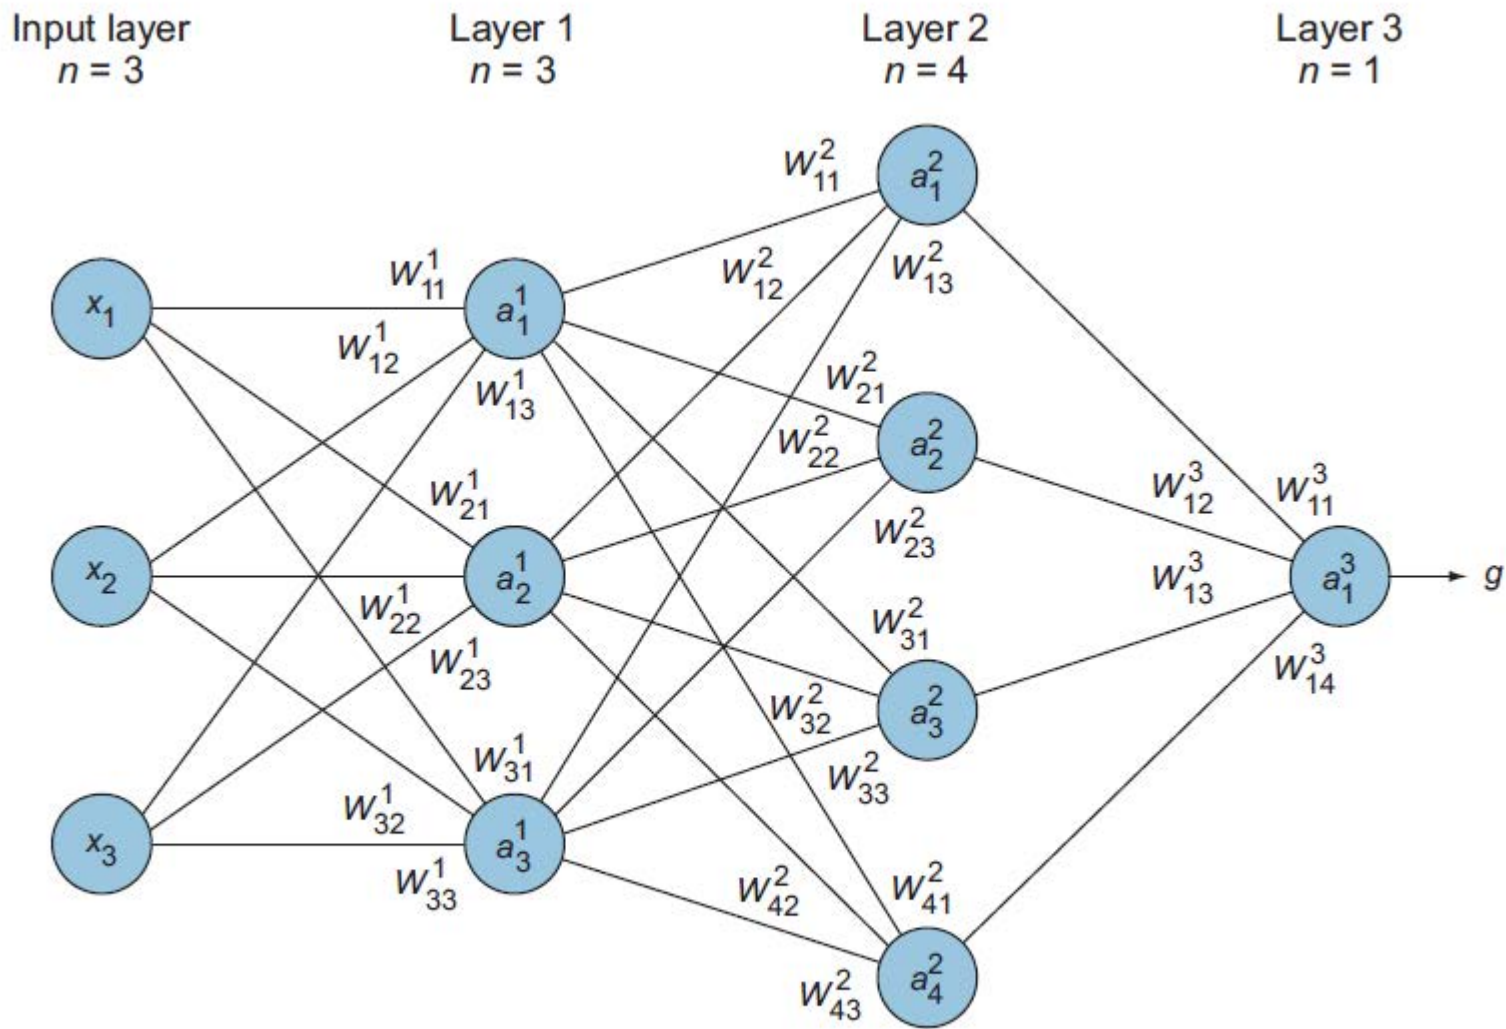 Input layer
n = 3
Layer 1
n = 3
Layer 2
n = 4
Layer 3
n = 1
x₁
x₂
x₃
W¹₁₁
W¹₁₂
W¹₁₃
a¹₁
W¹₂₁
W¹₂₂
W¹₂₃
a¹₂
W¹₃₁
W¹₃₂
W¹₃₃
a¹₃
W²₁₁
W²₁₂
W²₁₃
a²₁
W²₂₁
W²₂₂
W²₂₃
a²₂
W²₃₁
W²₃₂
W²₃₃
a²₃
W²₄₁
W²₄₂
W²₄₃
a²₄
W³₁₁
W³₁₂
W³₁₃
W³₁₄
a³₁
g